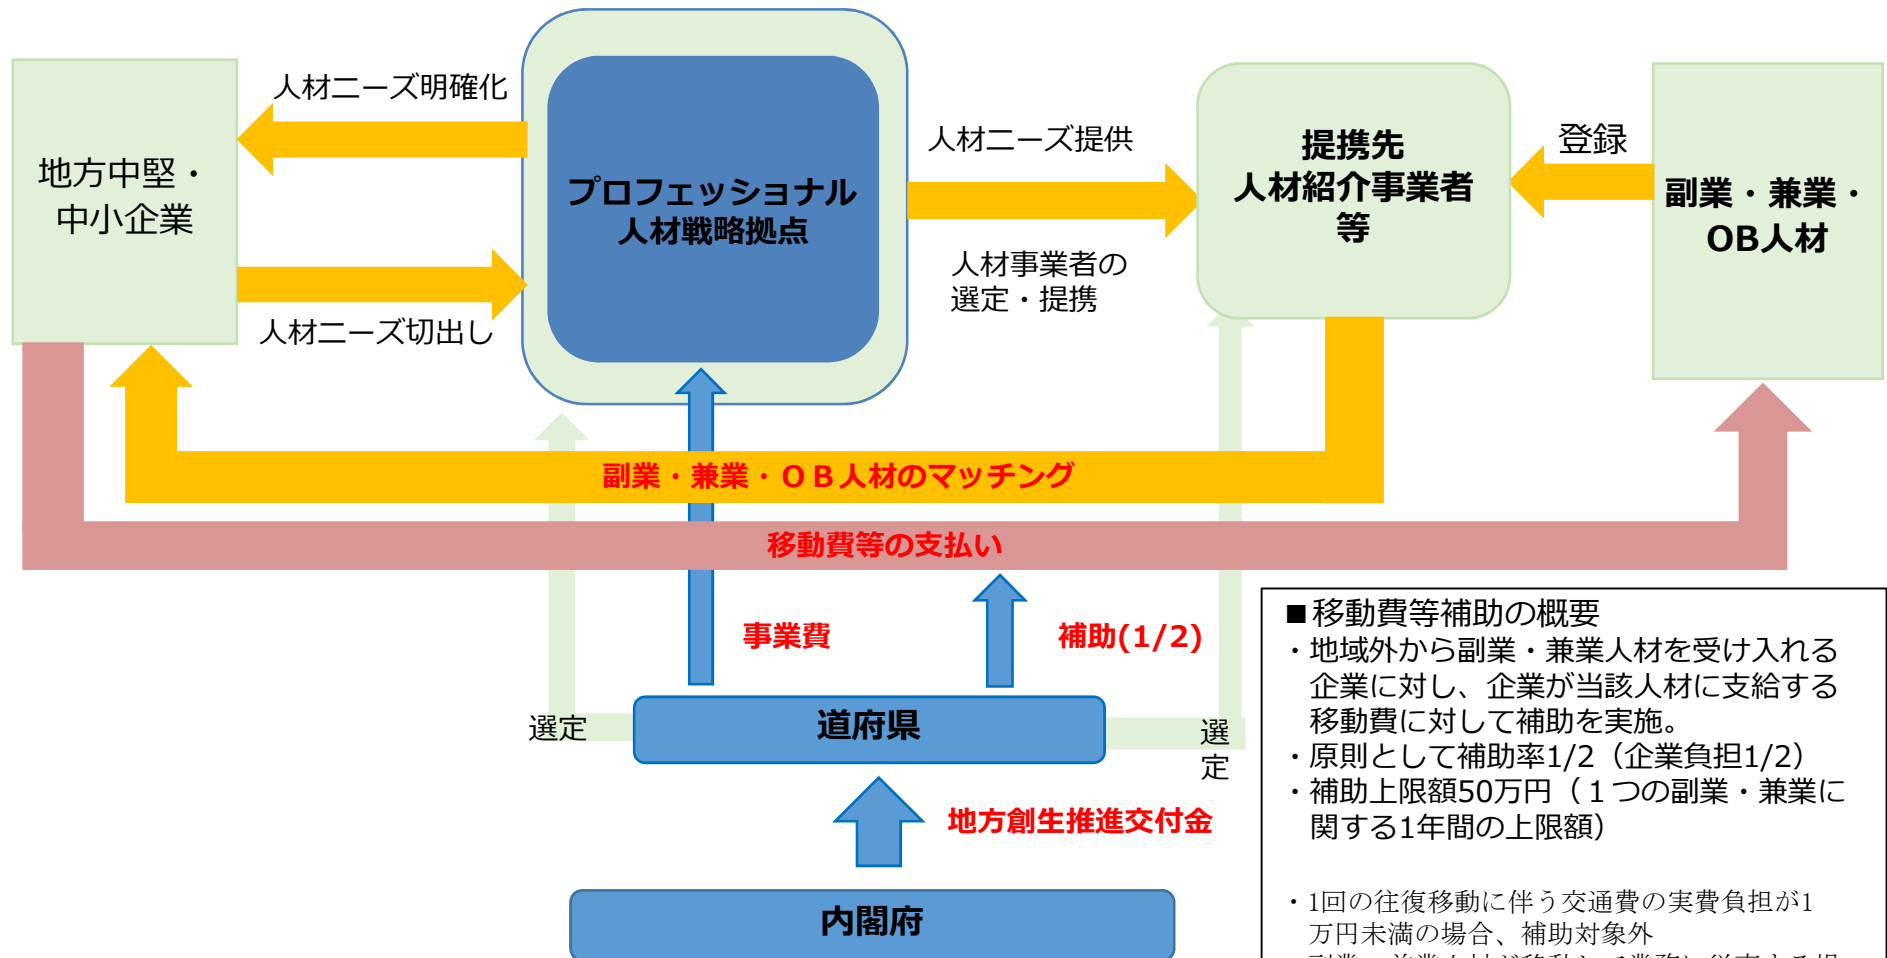 人材ニーズ明確化
地方中堅・
中小企業
人材ニーズ切出し
プロフェッショナル
人材戦略拠点
人材ニーズ提供
人材事業者の
選定・提携
提携先
人材紹介事業者
等
登録
副業・兼業・
OB人材
副業・兼業・ＯＢ人材のマッチング
移動費等の支払い
事業費
補助(1/2)
選定
道府県
選
定
地方創生推進交付金
内閣府
■移動費等補助の概要
・地域外から副業・兼業人材を受け入れる
企業に対し、企業が当該人材に支給する
移動費に対して補助を実施。
・原則として補助率1/2（企業負担1/2）
・補助上限額50万円（１つの副業・兼業に
関する1年間の上限額）
・1回の往復移動に伴う交通費の実費負担が1
万円未満の場合、補助対象外